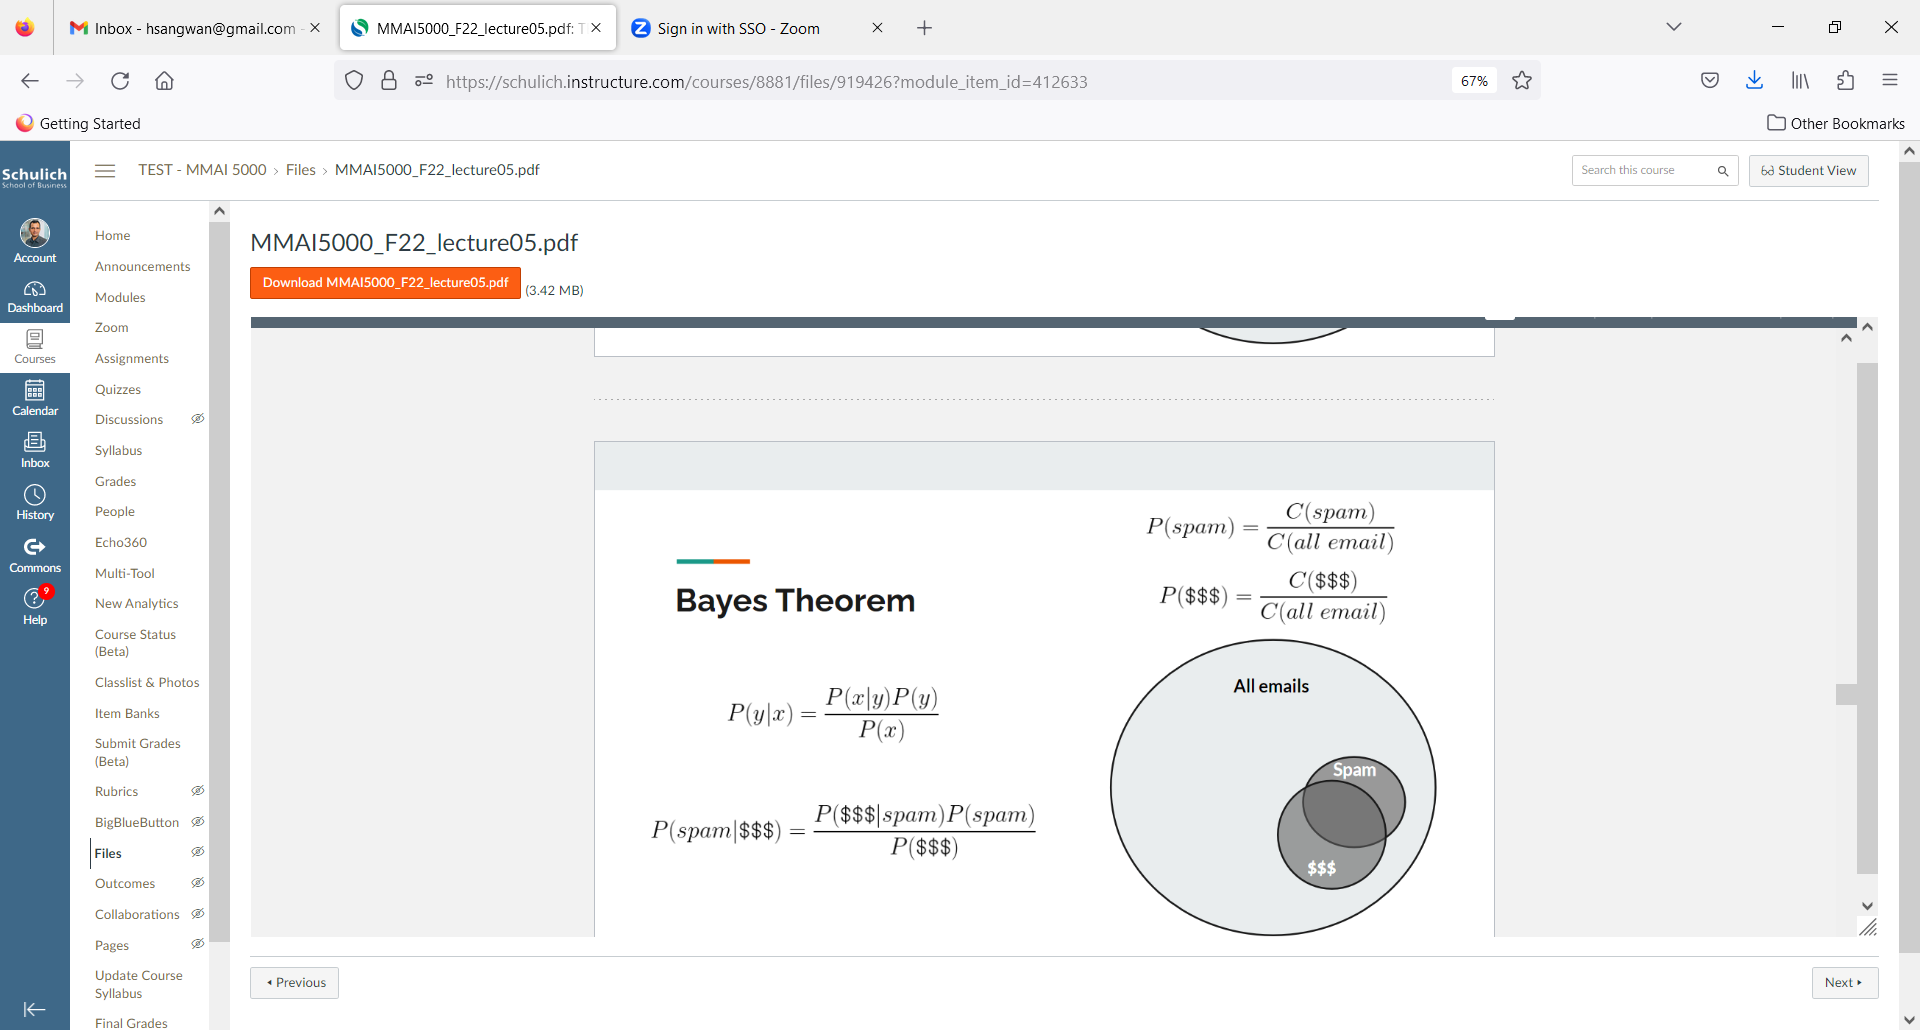 Inbox - hsangwan@gmail.com -
MMAI5000_F22_lecture05.pdf: T
Sign in with SSO - Zoom
https://schulich.instructure.com/courses/8881/files/919426?module_item_id=412633
67%
Getting Started
Other Bookmarks
Schulich
School of Business
Account
Dashboard
Courses
Calendar
Inbox
History
Commons
9
Help
TEST - MMAI 5000 › Files › MMAI5000_F22_lecture05.pdf
Search this course
Student View
Home
Announcements
Modules
Zoom
Assignments
Quizzes
Discussions
Syllabus
Grades
People
Echo360
Multi-Tool
New Analytics
Course Status
(Beta)
Classlist & Photos
Item Banks
Submit Grades
(Beta)
Rubrics
BigBlueButton
Files
Outcomes
Collaborations
Pages
Update Course
Syllabus
Final Grades
MMAI5000_F22_lecture05.pdf
Download MMAI5000_F22_lecture05.pdf (3.42 MB)
Bayes Theorem
P(y|x) = P(x|y)P(y) / P(x)
P(spam|$$$) = P($$$|spam)P(spam) / P($$$)
P(spam) = C(spam) / C(all email)
P($$$) = C($$$) / C(all email)
All emails
Spam
$$$
Previous
Next